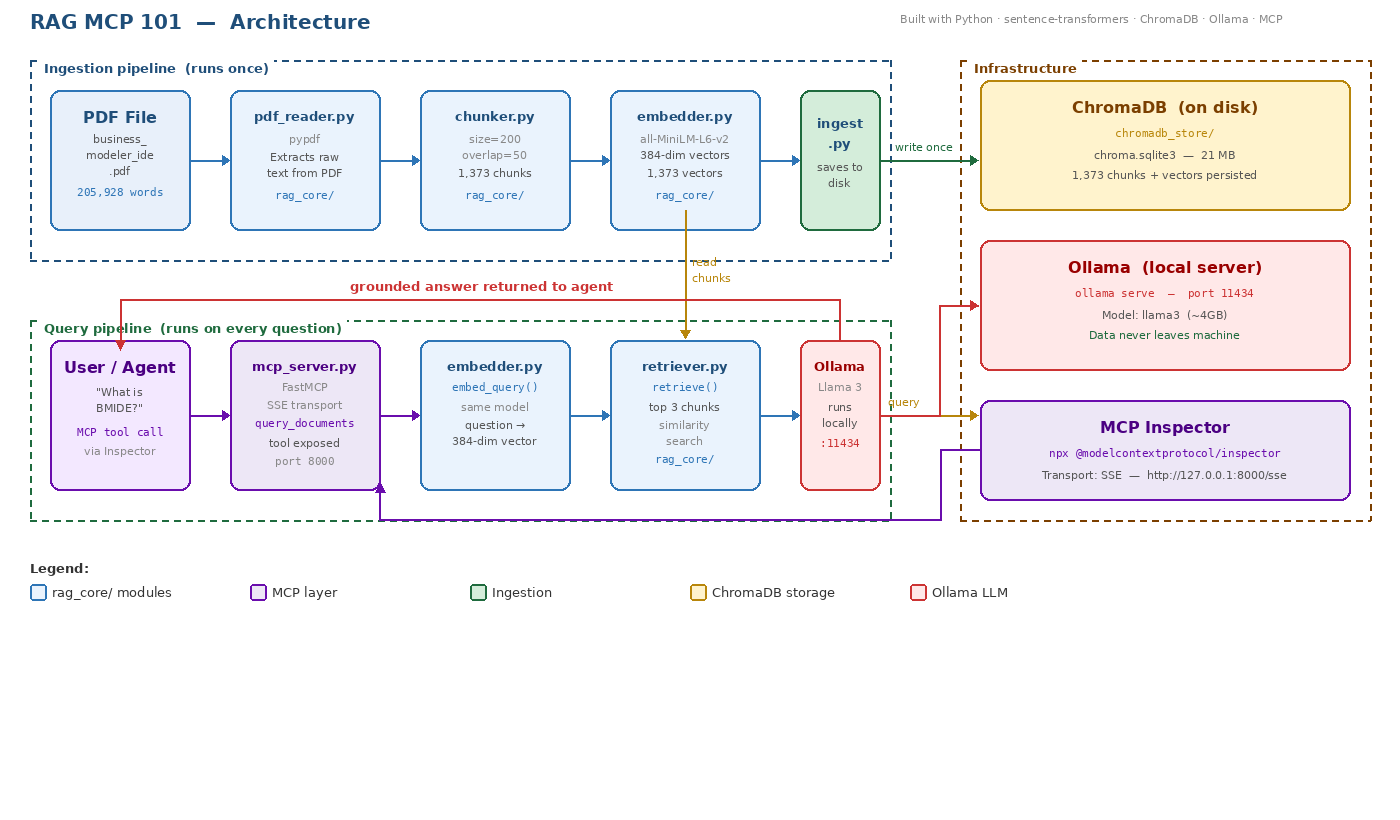 RAG MCP 101  —  Architecture
Built with Python · sentence-transformers · ChromaDB · Ollama · MCP
Ingestion pipeline  (runs once)
PDF File
business_
modeler_ide
.pdf
205,928 words
pdf_reader.py
pypdf
Extracts raw
text from PDF
rag_core/
chunker.py
size=200
overlap=50
1,373 chunks
rag_core/
embedder.py
all-MiniLM-L6-v2
384-dim vectors
1,373 vectors
rag_core/
ingest
.py
saves to
disk
write once
Infrastructure
ChromaDB  (on disk)
chromadb_store/
chroma.sqlite3  —  21 MB
1,373 chunks + vectors persisted
Ollama  (local server)
ollama serve  —  port 11434
Model: llama3  (~4GB)
Data never leaves machine
MCP Inspector
npx @modelcontextprotocol/inspector
Transport: SSE  —  http://127.0.0.1:8000/sse
read
chunks
grounded answer returned to agent
Query pipeline  (runs on every question)
User / Agent
"What is
BMIDE?"
MCP tool call
via Inspector
mcp_server.py
FastMCP
SSE transport
query_documents
tool exposed
port 8000
embedder.py
embed_query()
same model
question →
384-dim vector
retriever.py
retrieve()
top 3 chunks
similarity
search
rag_core/
Ollama
Llama 3
runs
locally
:11434
query
Legend:
rag_core/ modules
MCP layer
Ingestion
ChromaDB storage
Ollama LLM